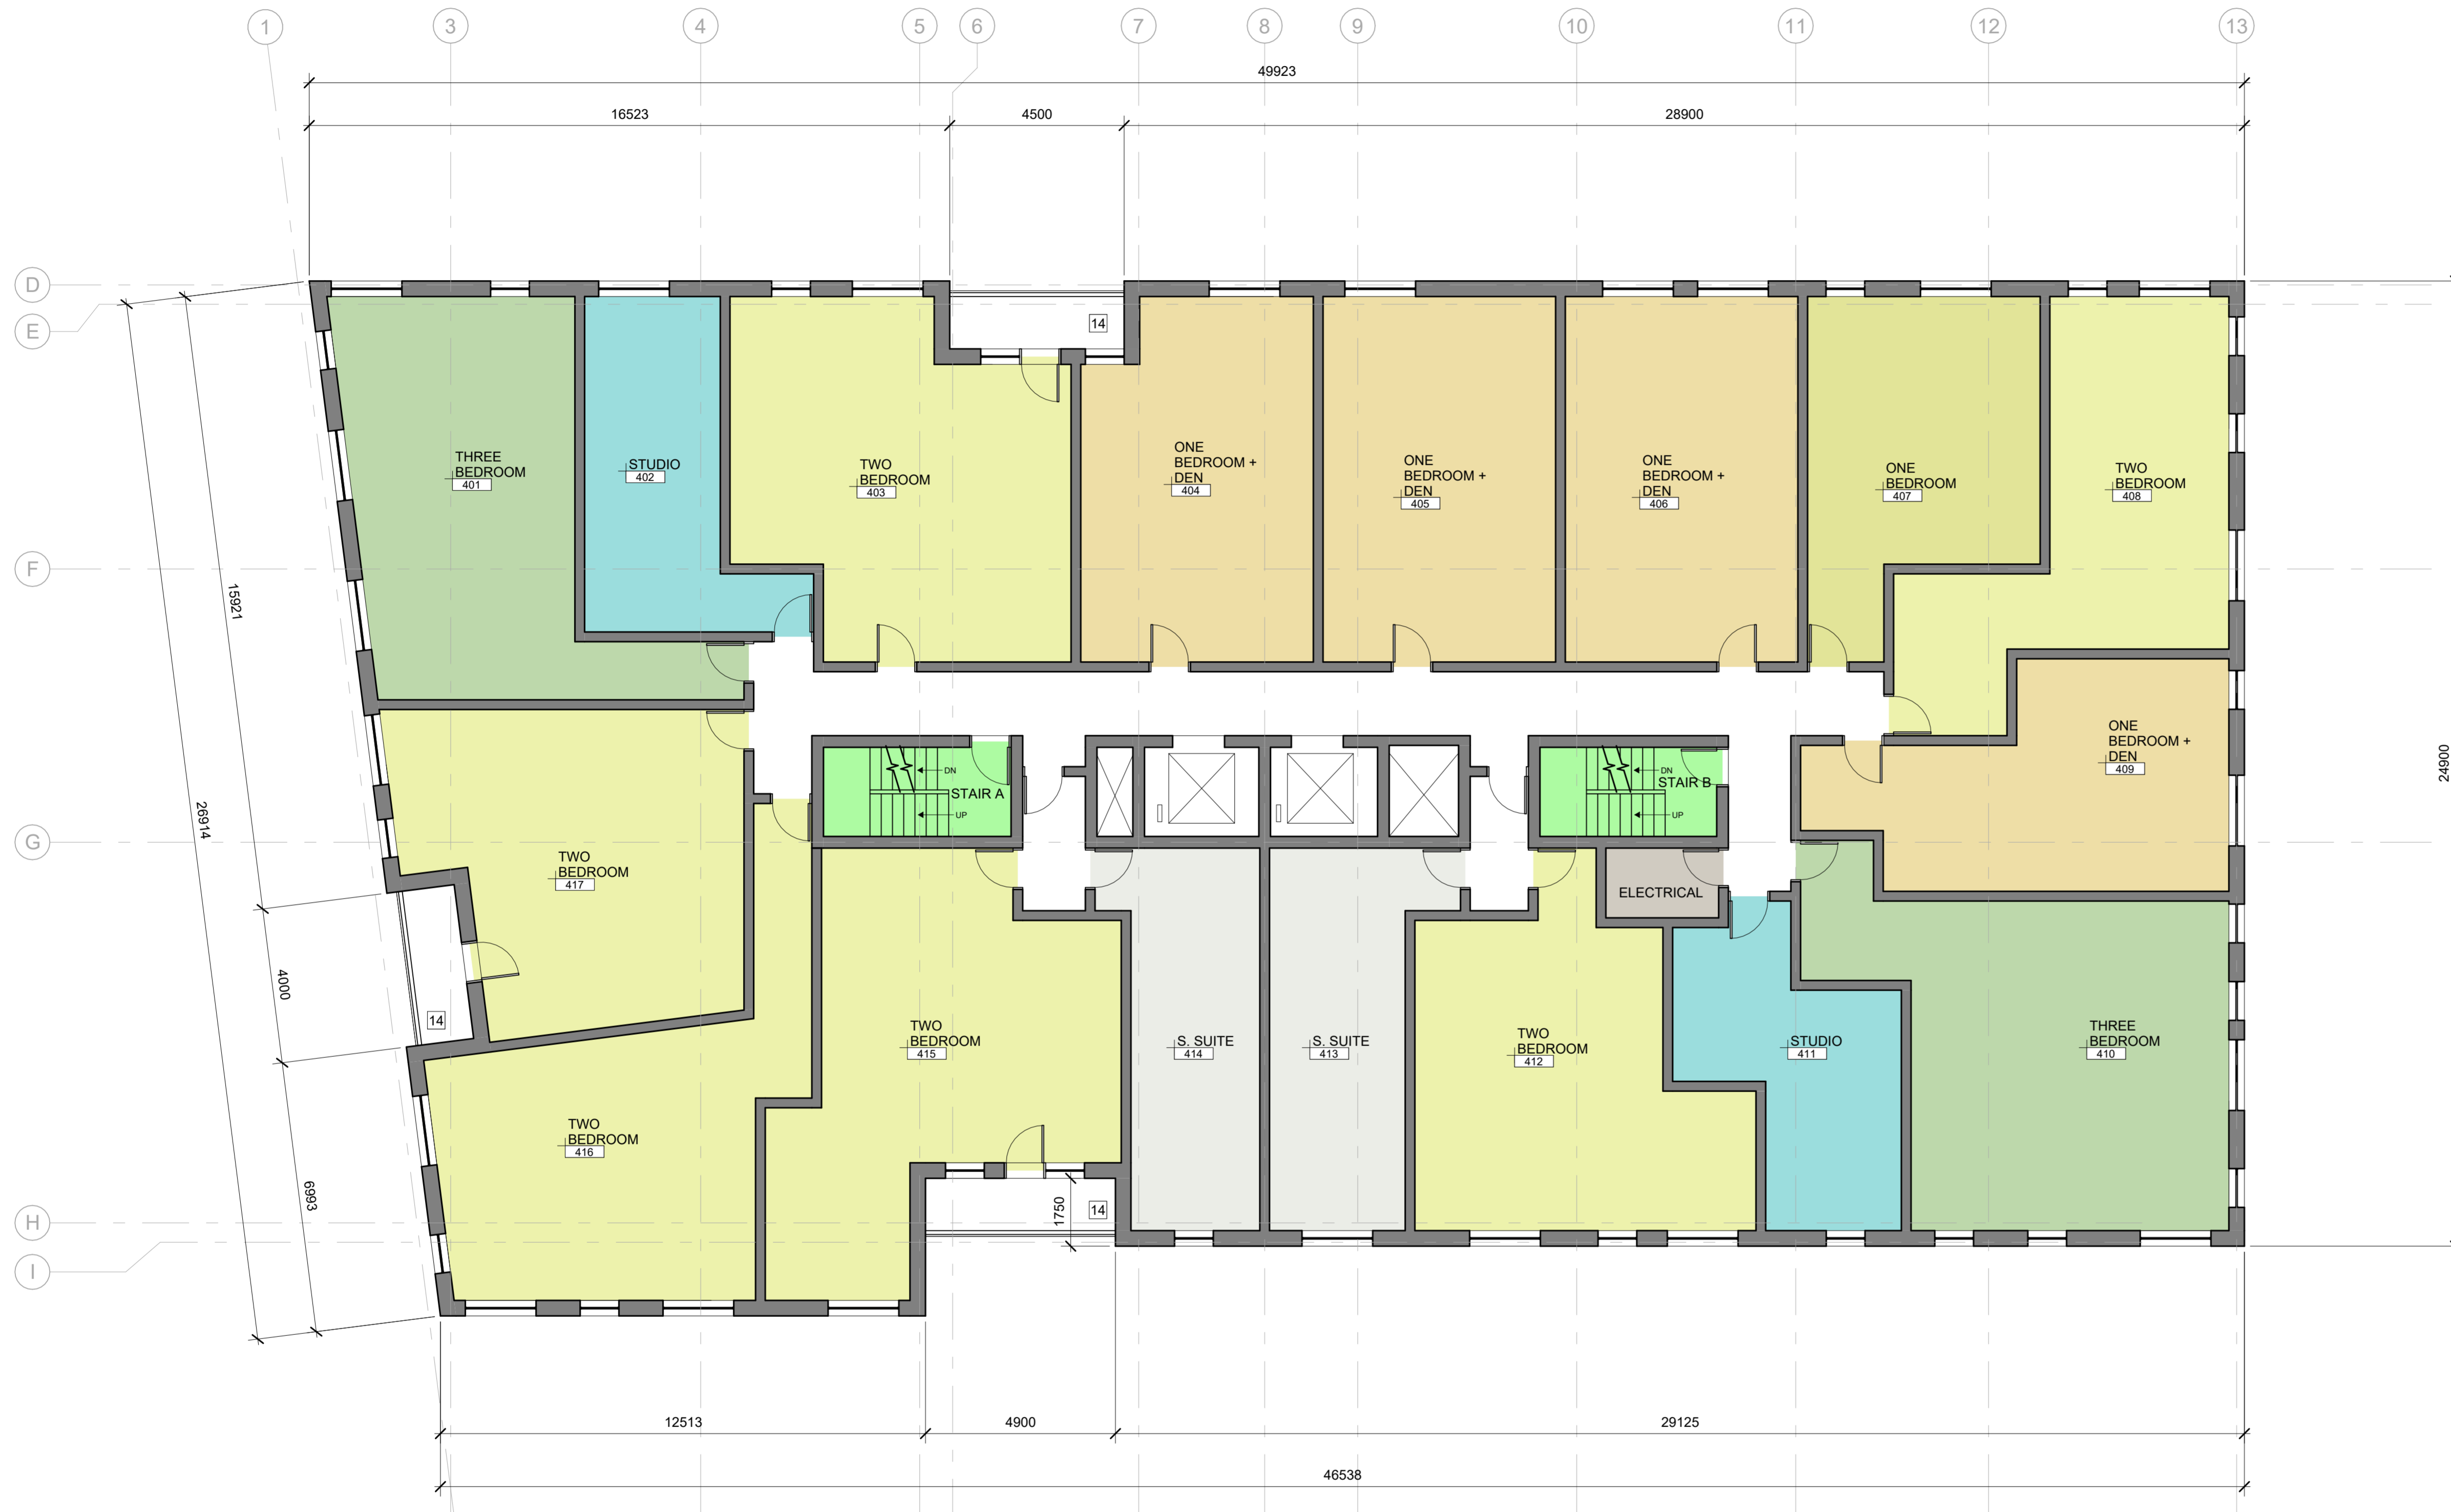 1
3
4
5
6
7
8
9
10
11
12
13
49923
16523
4500
28900
D
E
F
G
H
I
15921
26914
4000
6993
24900
14
THREE
BEDROOM
401
STUDIO
402
TWO
BEDROOM
403
ONE
BEDROOM +
DEN
404
ONE
BEDROOM +
DEN
405
ONE
BEDROOM +
DEN
406
ONE
BEDROOM
407
TWO
BEDROOM
408
ONE
BEDROOM +
DEN
409
DN
STAIR A
UP
DN
STAIR B
UP
TWO
BEDROOM
417
ELECTRICAL
14
TWO
BEDROOM
415
S. SUITE
414
S. SUITE
413
TWO
BEDROOM
412
STUDIO
411
THREE
BEDROOM
410
TWO
BEDROOM
416
1750
14
12513
4900
29125
46538